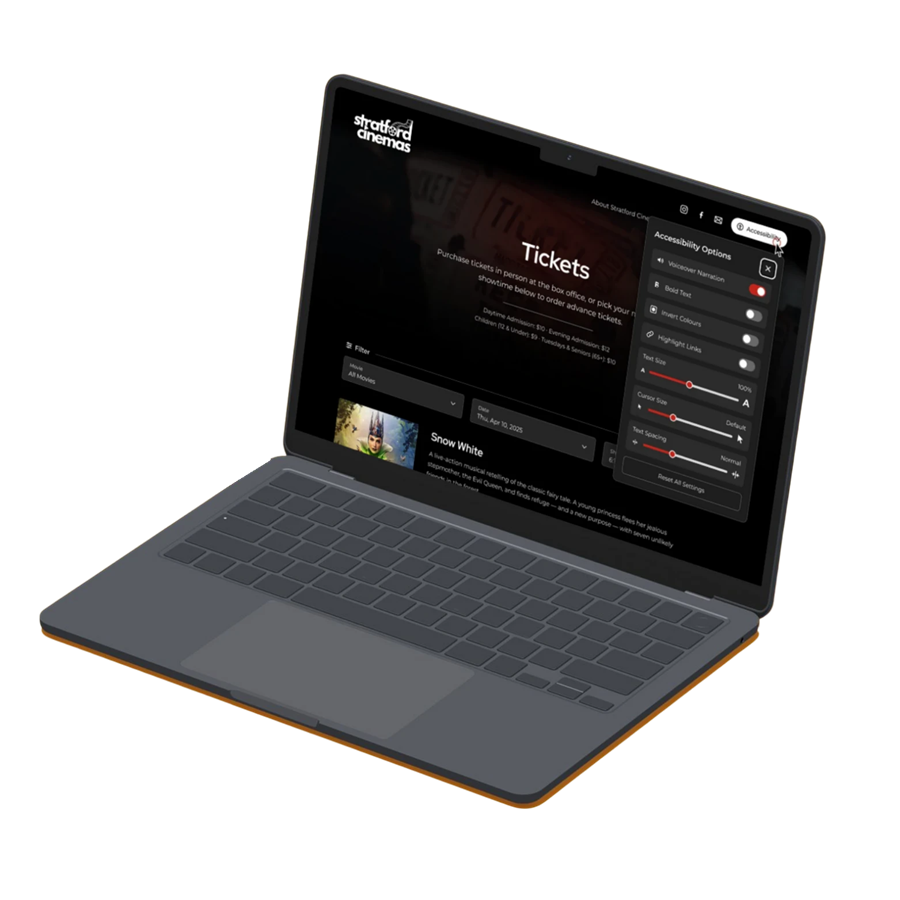 stratford
cinemas
About Stratford
Accessibility
Tickets
Purchase tickets in person at the box office, or pick your
showtime below to order advance tickets.
Daytime Admission: $10 · Evening Admission: $12
Children (12 & Under): $9 · Tuesdays & Seniors (65+): $10
Filter
Movie
All Movies
Date
Thu, Apr 10, 2025
Snow White
A live-action musical retelling of the classic fairy tale. A young princess flees her jealous
stepmother, the Evil Queen, and finds refuge — and a new purpose — with seven unlikely
friends in the forest.
Accessibility Options
Voiceover Narration
Bold Text
Invert Colours
Highlight Links
Text Size
100%
A
A
Cursor Size
Default
Text Spacing
Normal
Reset All Settings